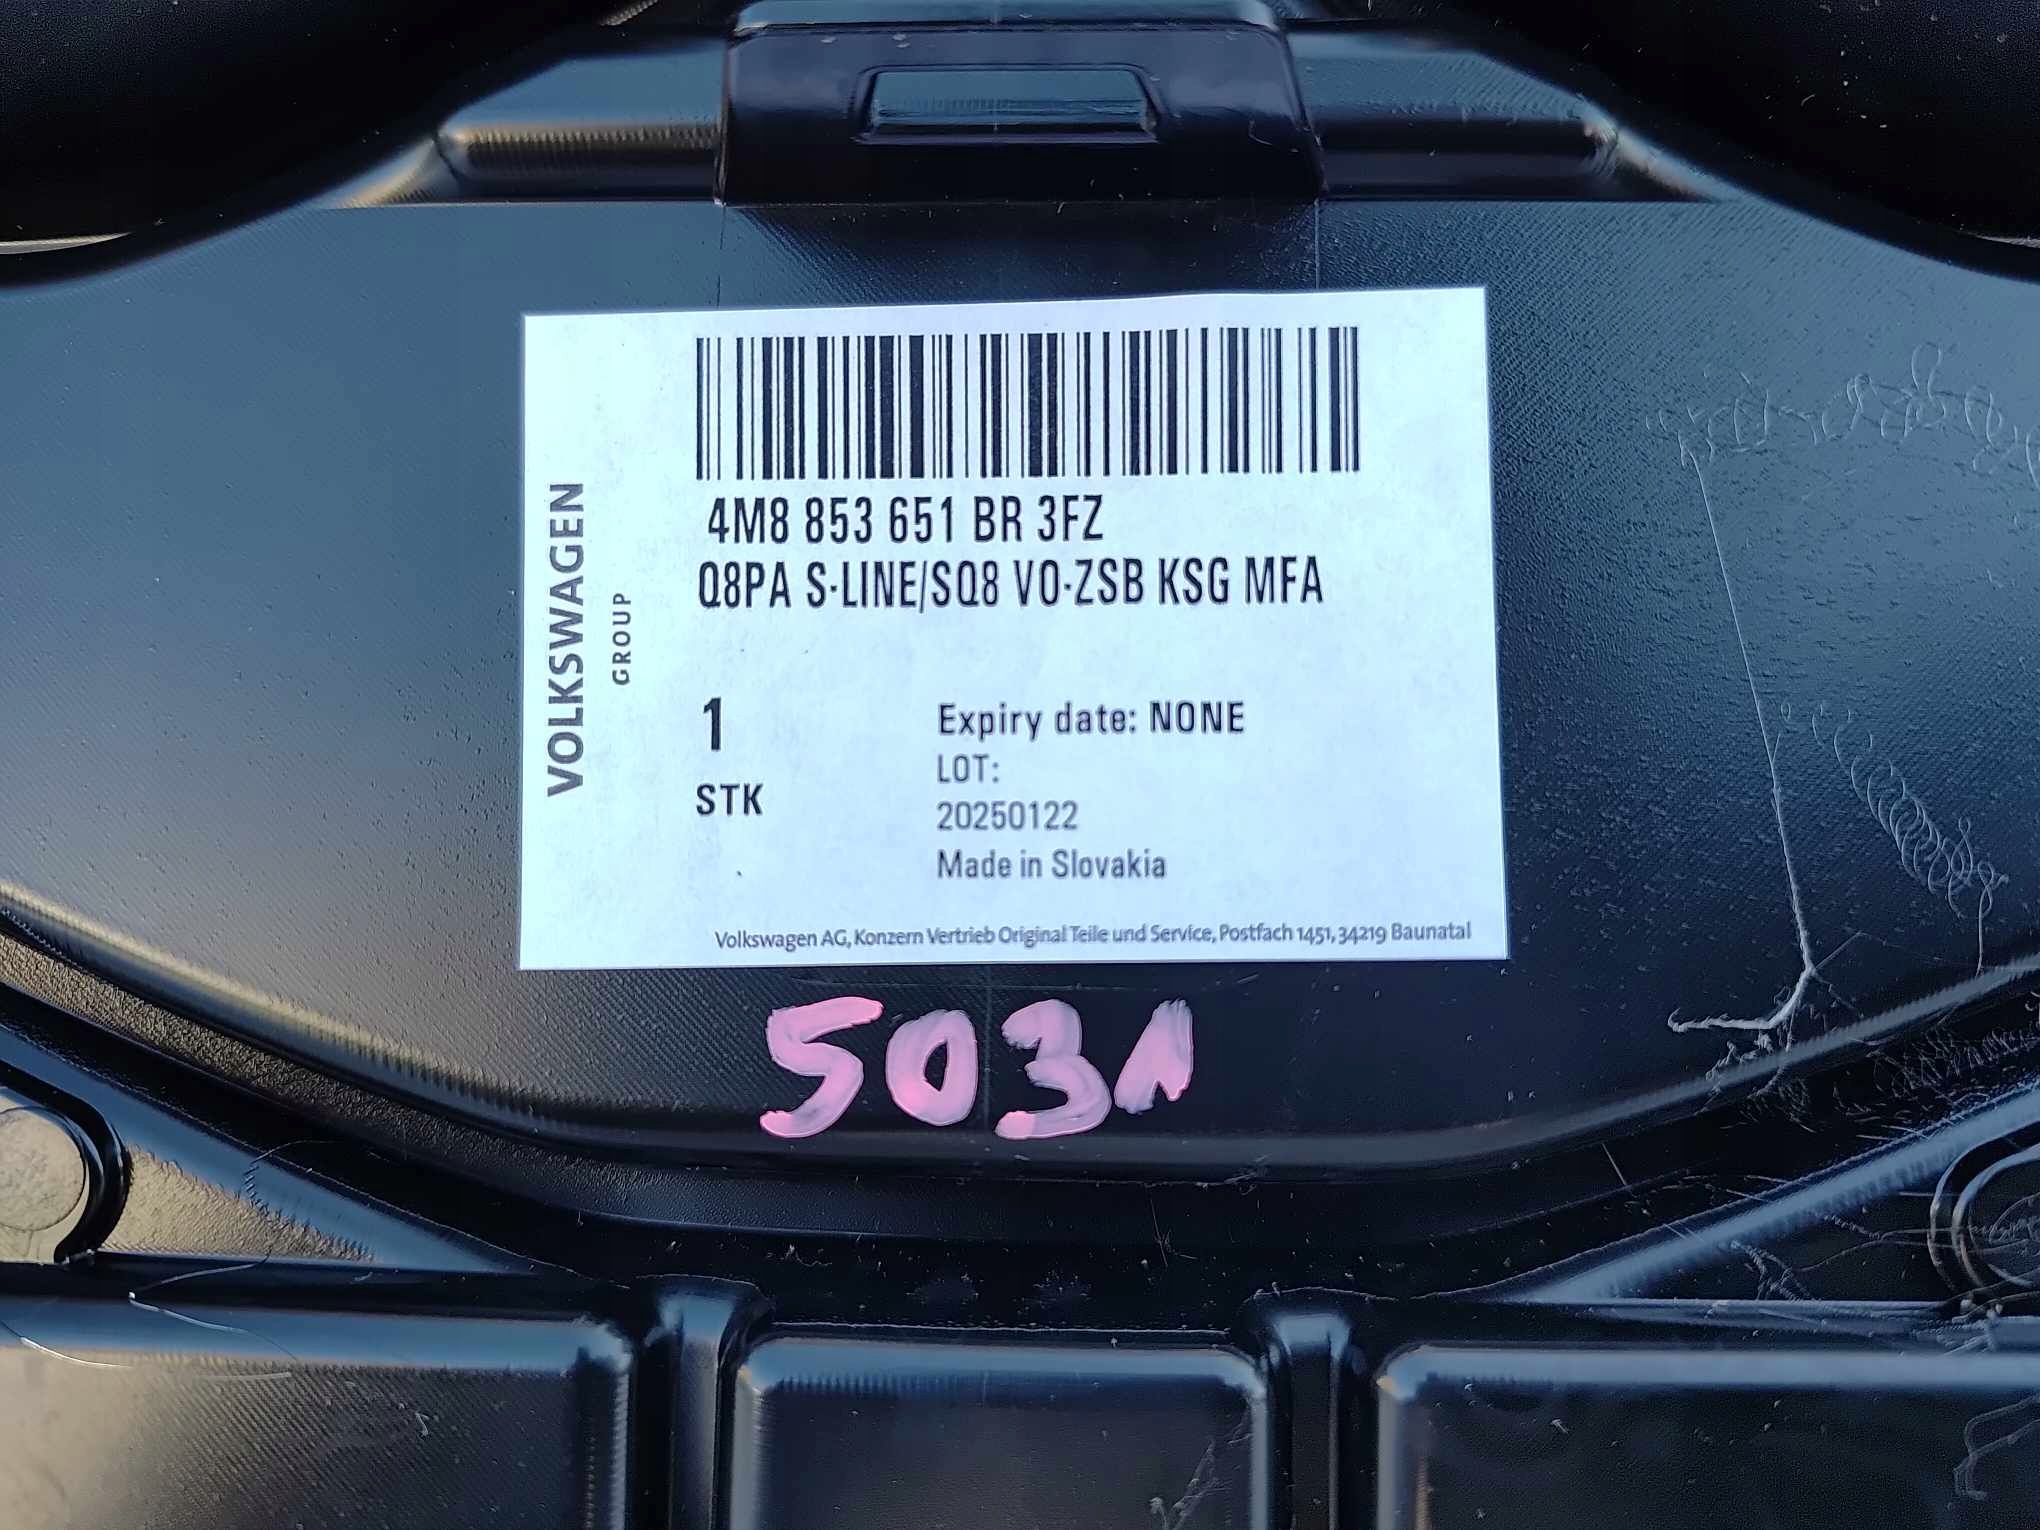 VOLKSWAGEN
GROUP
4M8 853 651 BR 3FZ
Q8PA S-LINE/SQ8 VO-ZSB KSG MFA
1
STK
Expiry date: NONE
LOT:
20250122
Made in Slovakia
Volkswagen AG, Konzern Vertrieb Original Teile und Service, Postfach 1451, 34219 Baunatal
5031